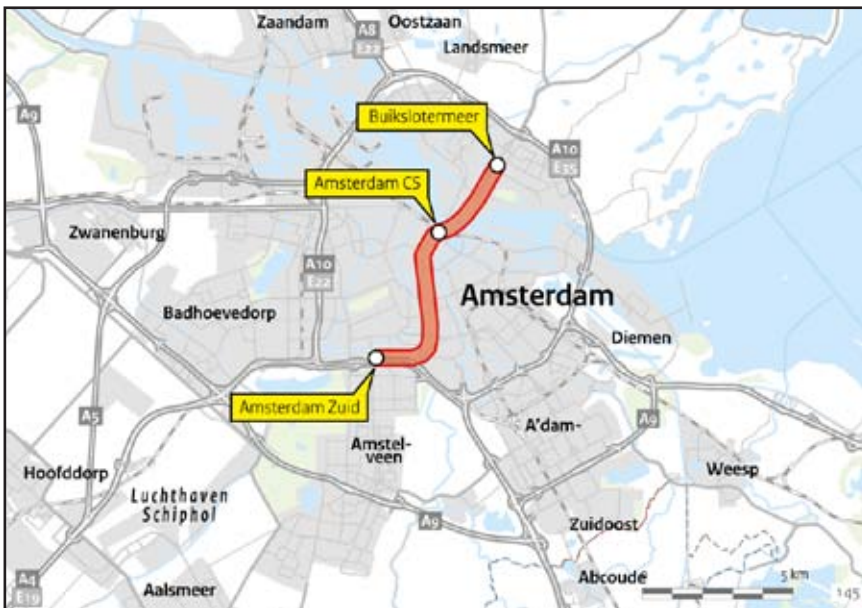 Zaandam
A8
E22
Oostzaan
Landsmeer
A9
Buikslotermeer
A10
E35
Amsterdam CS
Zwanenburg
A10
E22
Badhoevedorp
Amsterdam
Diemen
Amsterdam Zuid
A5
Amstel-
veen
A'dam-
A9
Hoofddorp
Weesp
Luchthaven
Schiphol
A9
Zuidoost
Abcoude
A4
E19
Aalsmeer
5 km
145